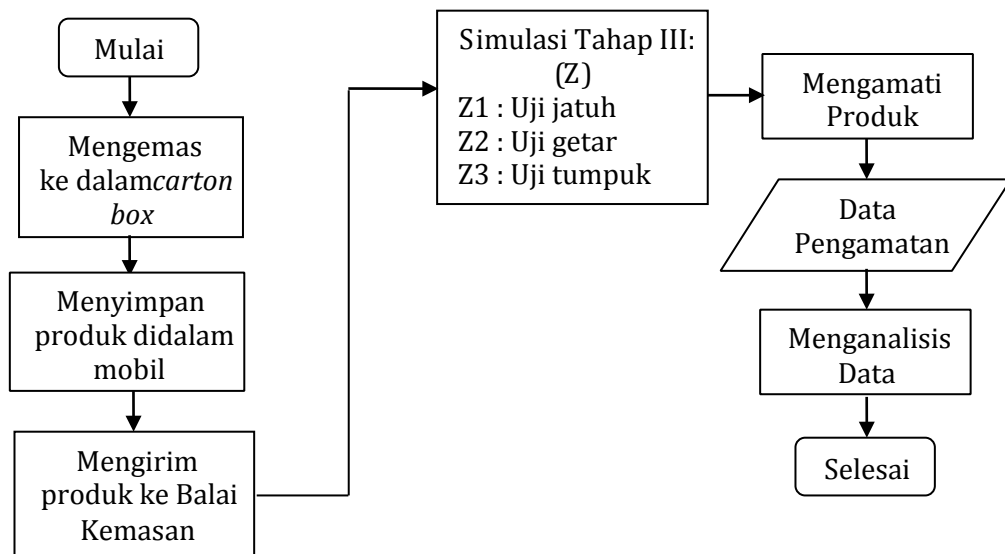 Mulai
Mengemas
ke dalamcarton
box
Menyimpan
produk didalam
mobil
Mengirim
produk ke Balai
Kemasan
Simulasi Tahap III:
(Z)
Z1 : Uji jatuh
Z2 : Uji getar
Z3 : Uji tumpuk
Mengamati
Produk
Data
Pengamatan
Menganalisis
Data
Selesai